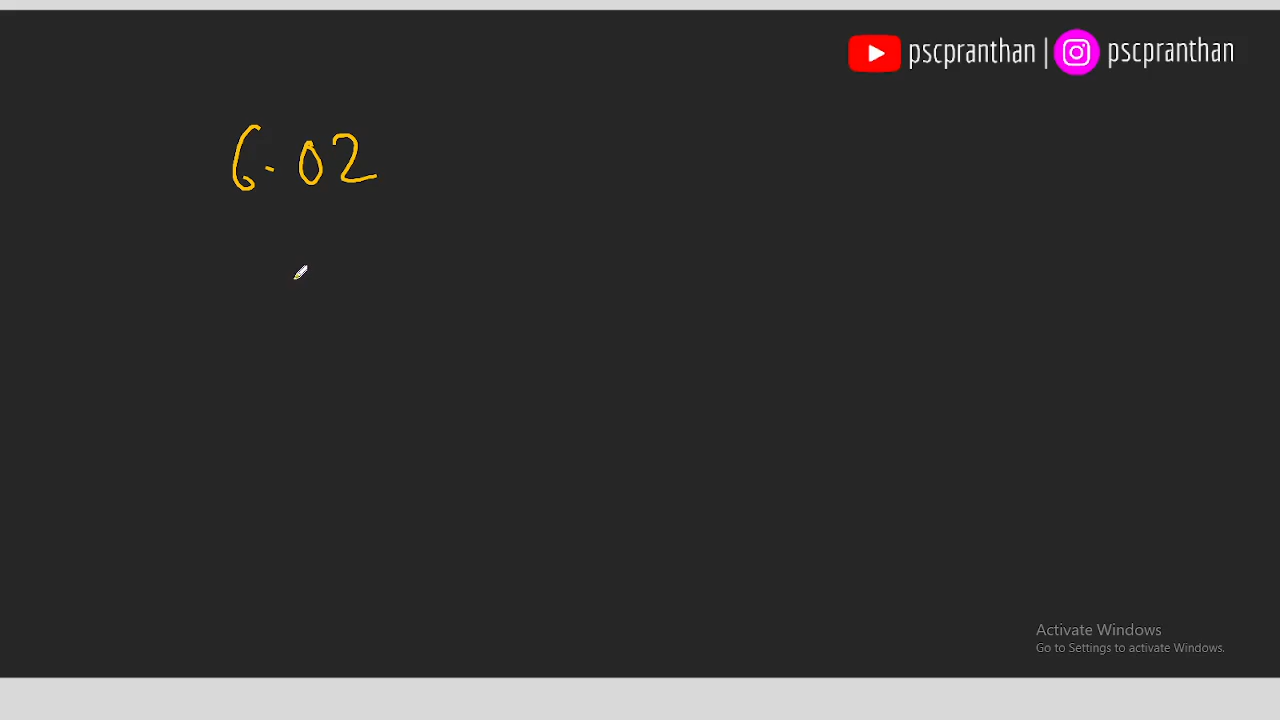 pscpranthan | pscpranthan
6.02
Activate Windows
Go to Settings to activate Windows.